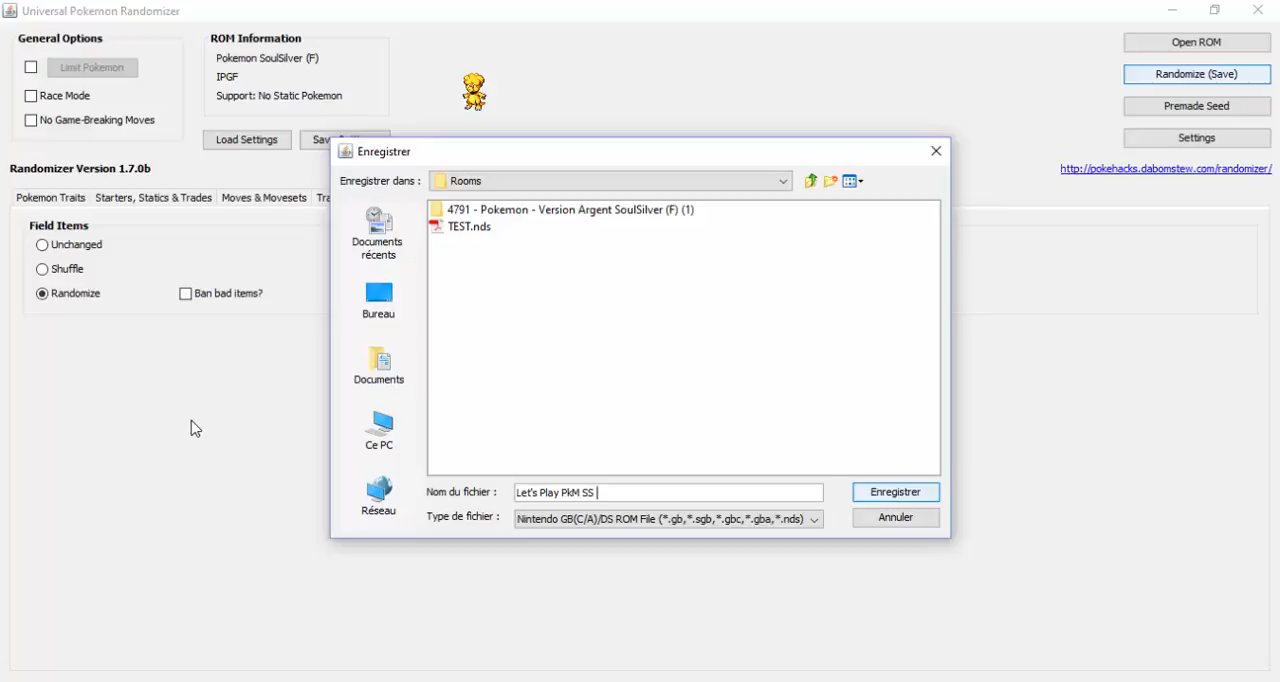 Universal Pokemon Randomizer
General Options
Limit Pokemon
Race Mode
No Game-Breaking Moves
ROM Information
Pokemon SoulSilver (F)
IPGF
Support: No Static Pokemon
Load Settings
Open ROM
Randomize (Save)
Premade Seed
Settings
Randomizer Version 1.7.0b
http://pokehacks.dabomstew.com/randomizer/
Pokemon Traits Starters, Statics & Trades Moves & Movesets
Field Items
Unchanged
Shuffle
Randomize Ban bad items?
Enregistrer
Enregistrer dans : Rooms
Documents
récents
Bureau
Documents
Ce PC
Réseau
4791 - Pokemon - Version Argent SoulSilver (F) (1)
TEST.nds
Nom du fichier : Let's Play PkM SS Enregistrer
Type de fichier : Nintendo GB(C/A)/DS ROM File (*.gb,*.sgb,*.gbc,*.gba,*.nds) Annuler